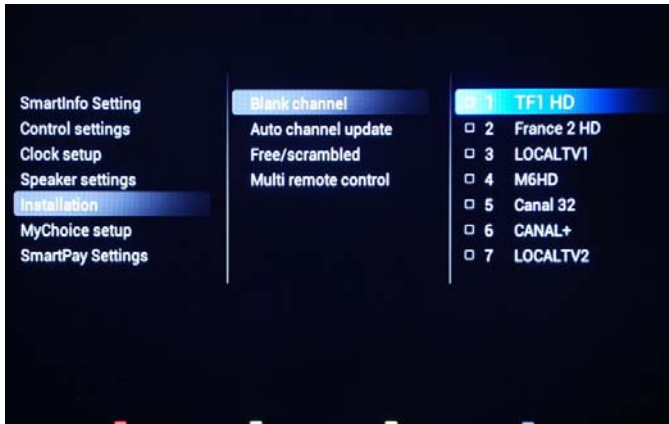 SmartInfo Setting
Control settings
Clock setup
Speaker settings
Installation
MyChoice setup
SmartPay Settings
Blank channel
Auto channel update
Free/scrambled
Multi remote control
1 TF1 HD
2 France 2 HD
3 LOCALTV1
4 M6HD
5 Canal 32
6 CANAL+
7 LOCALTV2